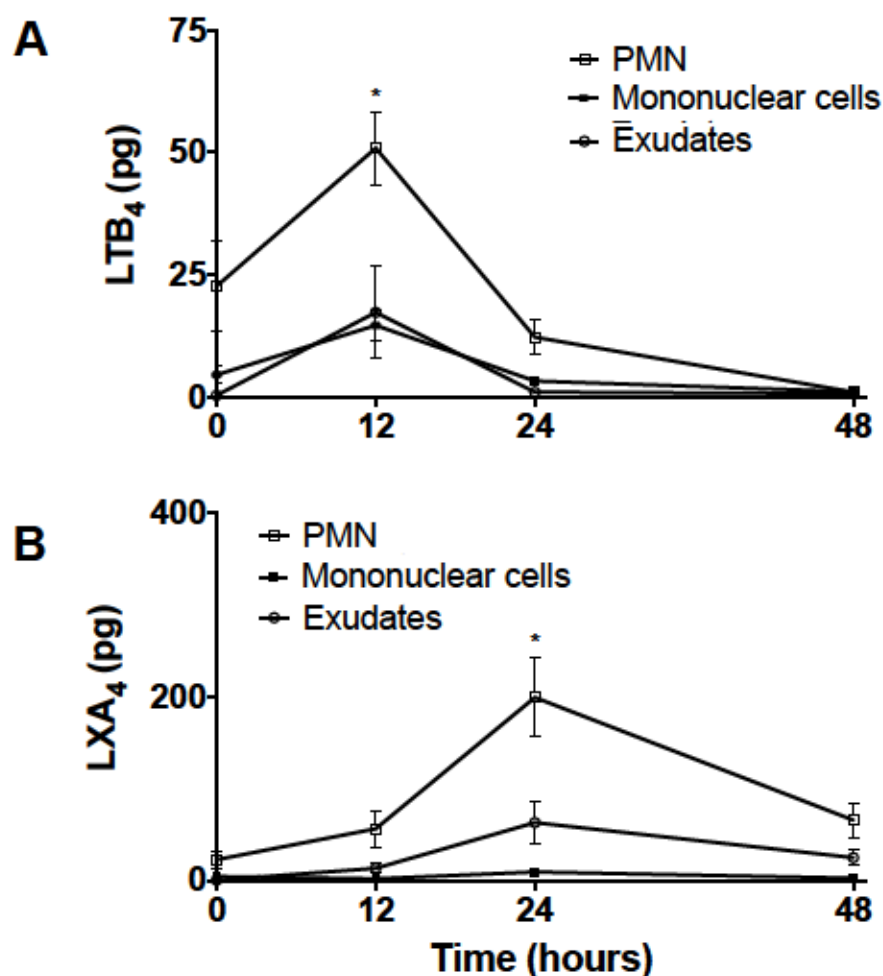 A
75
50
25
0
LTB4 (pg)
*
PMN
Mononuclear cells
Exudates
0 12 24 48
B
400
200
0
LXA4 (pg)
PMN
Mononuclear cells
Exudates
*
0 12 24 48
Time (hours)